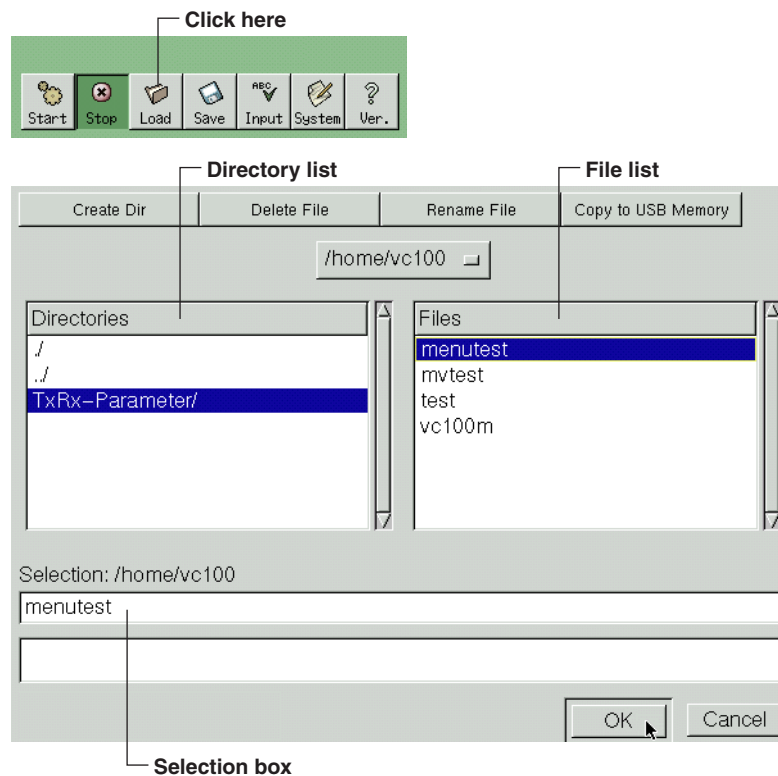 Click here
Start Stop Load Save ABC Input System ? Ver.
Directory list File list
Create Dir Delete File Rename File Copy to USB Memory
/home/vc100
Directories Files
./ menutest
../ mvtest
TxRx–Parameter/ test
vc100m
Selection: /home/vc100
menutest
OK Cancel
Selection box